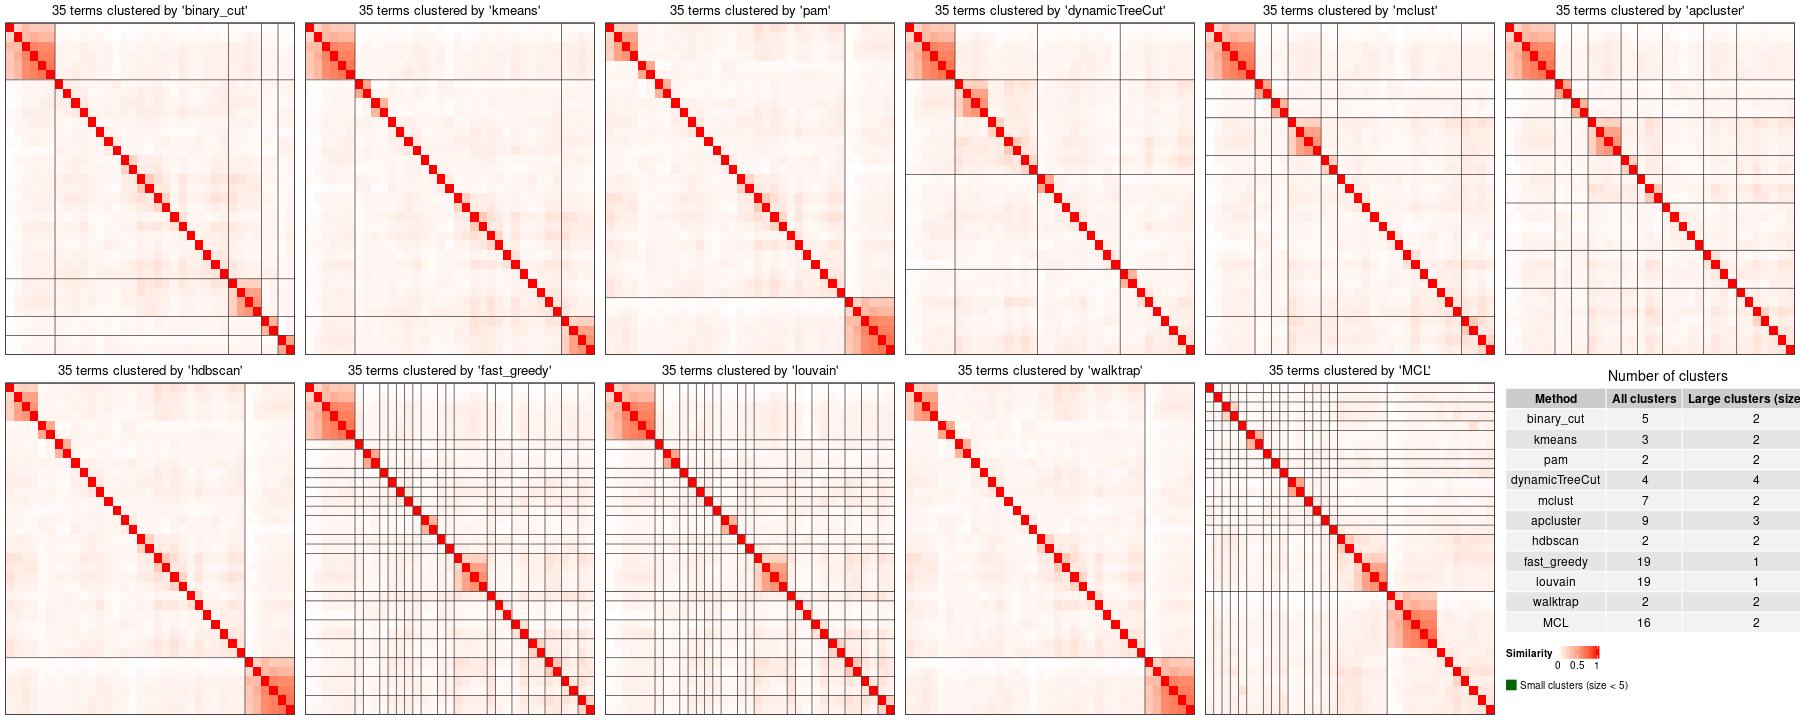 35 terms clustered by 'binary_cut'
35 terms clustered by 'kmeans'
35 terms clustered by 'pam'
35 terms clustered by 'dynamicTreeCut'
35 terms clustered by 'mclust'
35 terms clustered by 'apcluster'
35 terms clustered by 'hdbscan'
35 terms clustered by 'fast_greedy'
35 terms clustered by 'louvain'
35 terms clustered by 'walktrap'
35 terms clustered by 'MCL'
Number of clusters
Method All clusters Large clusters (size
binary_cut 5 2
kmeans 3 2
pam 2 2
dynamicTreeCut 4 4
mclust 7 2
apcluster 9 3
hdbscan 2 2
fast_greedy 19 1
louvain 19 1
walktrap 2 2
MCL 16 2
Similarity
0 0.5 1
Small clusters (size < 5)